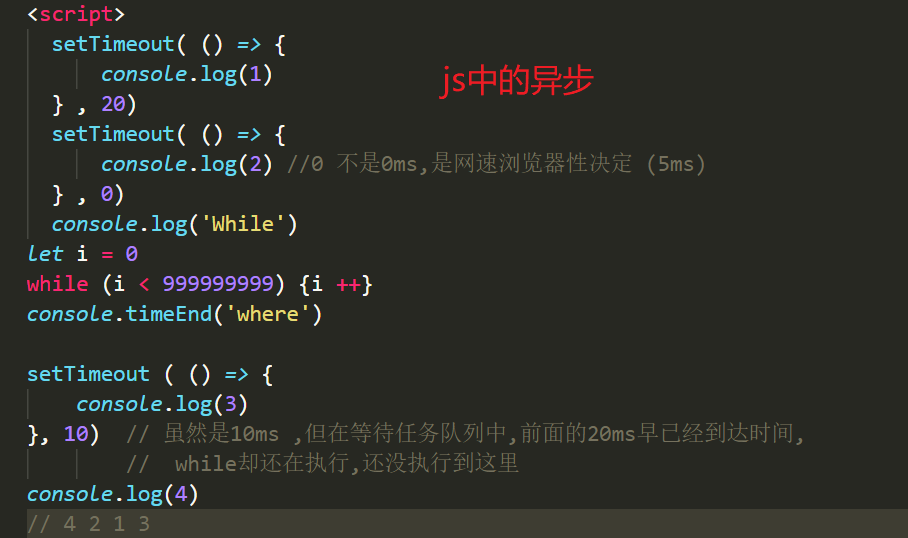 <script>
setTimeout( () => {
console.log(1)
js中的异步
} , 20)
setTimeout( () => {
console.log(2) //0 不是0ms,是网速浏览器性决定 (5ms)
} , 0)
console.log('While')
let i = 0
while (i < 999999999) {i ++}
console.timeEnd('where')
setTimeout ( () => {
console.log(3)
}, 10) // 虽然是10ms ,但在等待任务队列中,前面的20ms早已经到达时间,
// while却还在执行,还没执行到这里
console.log(4)
// 4 2 1 3